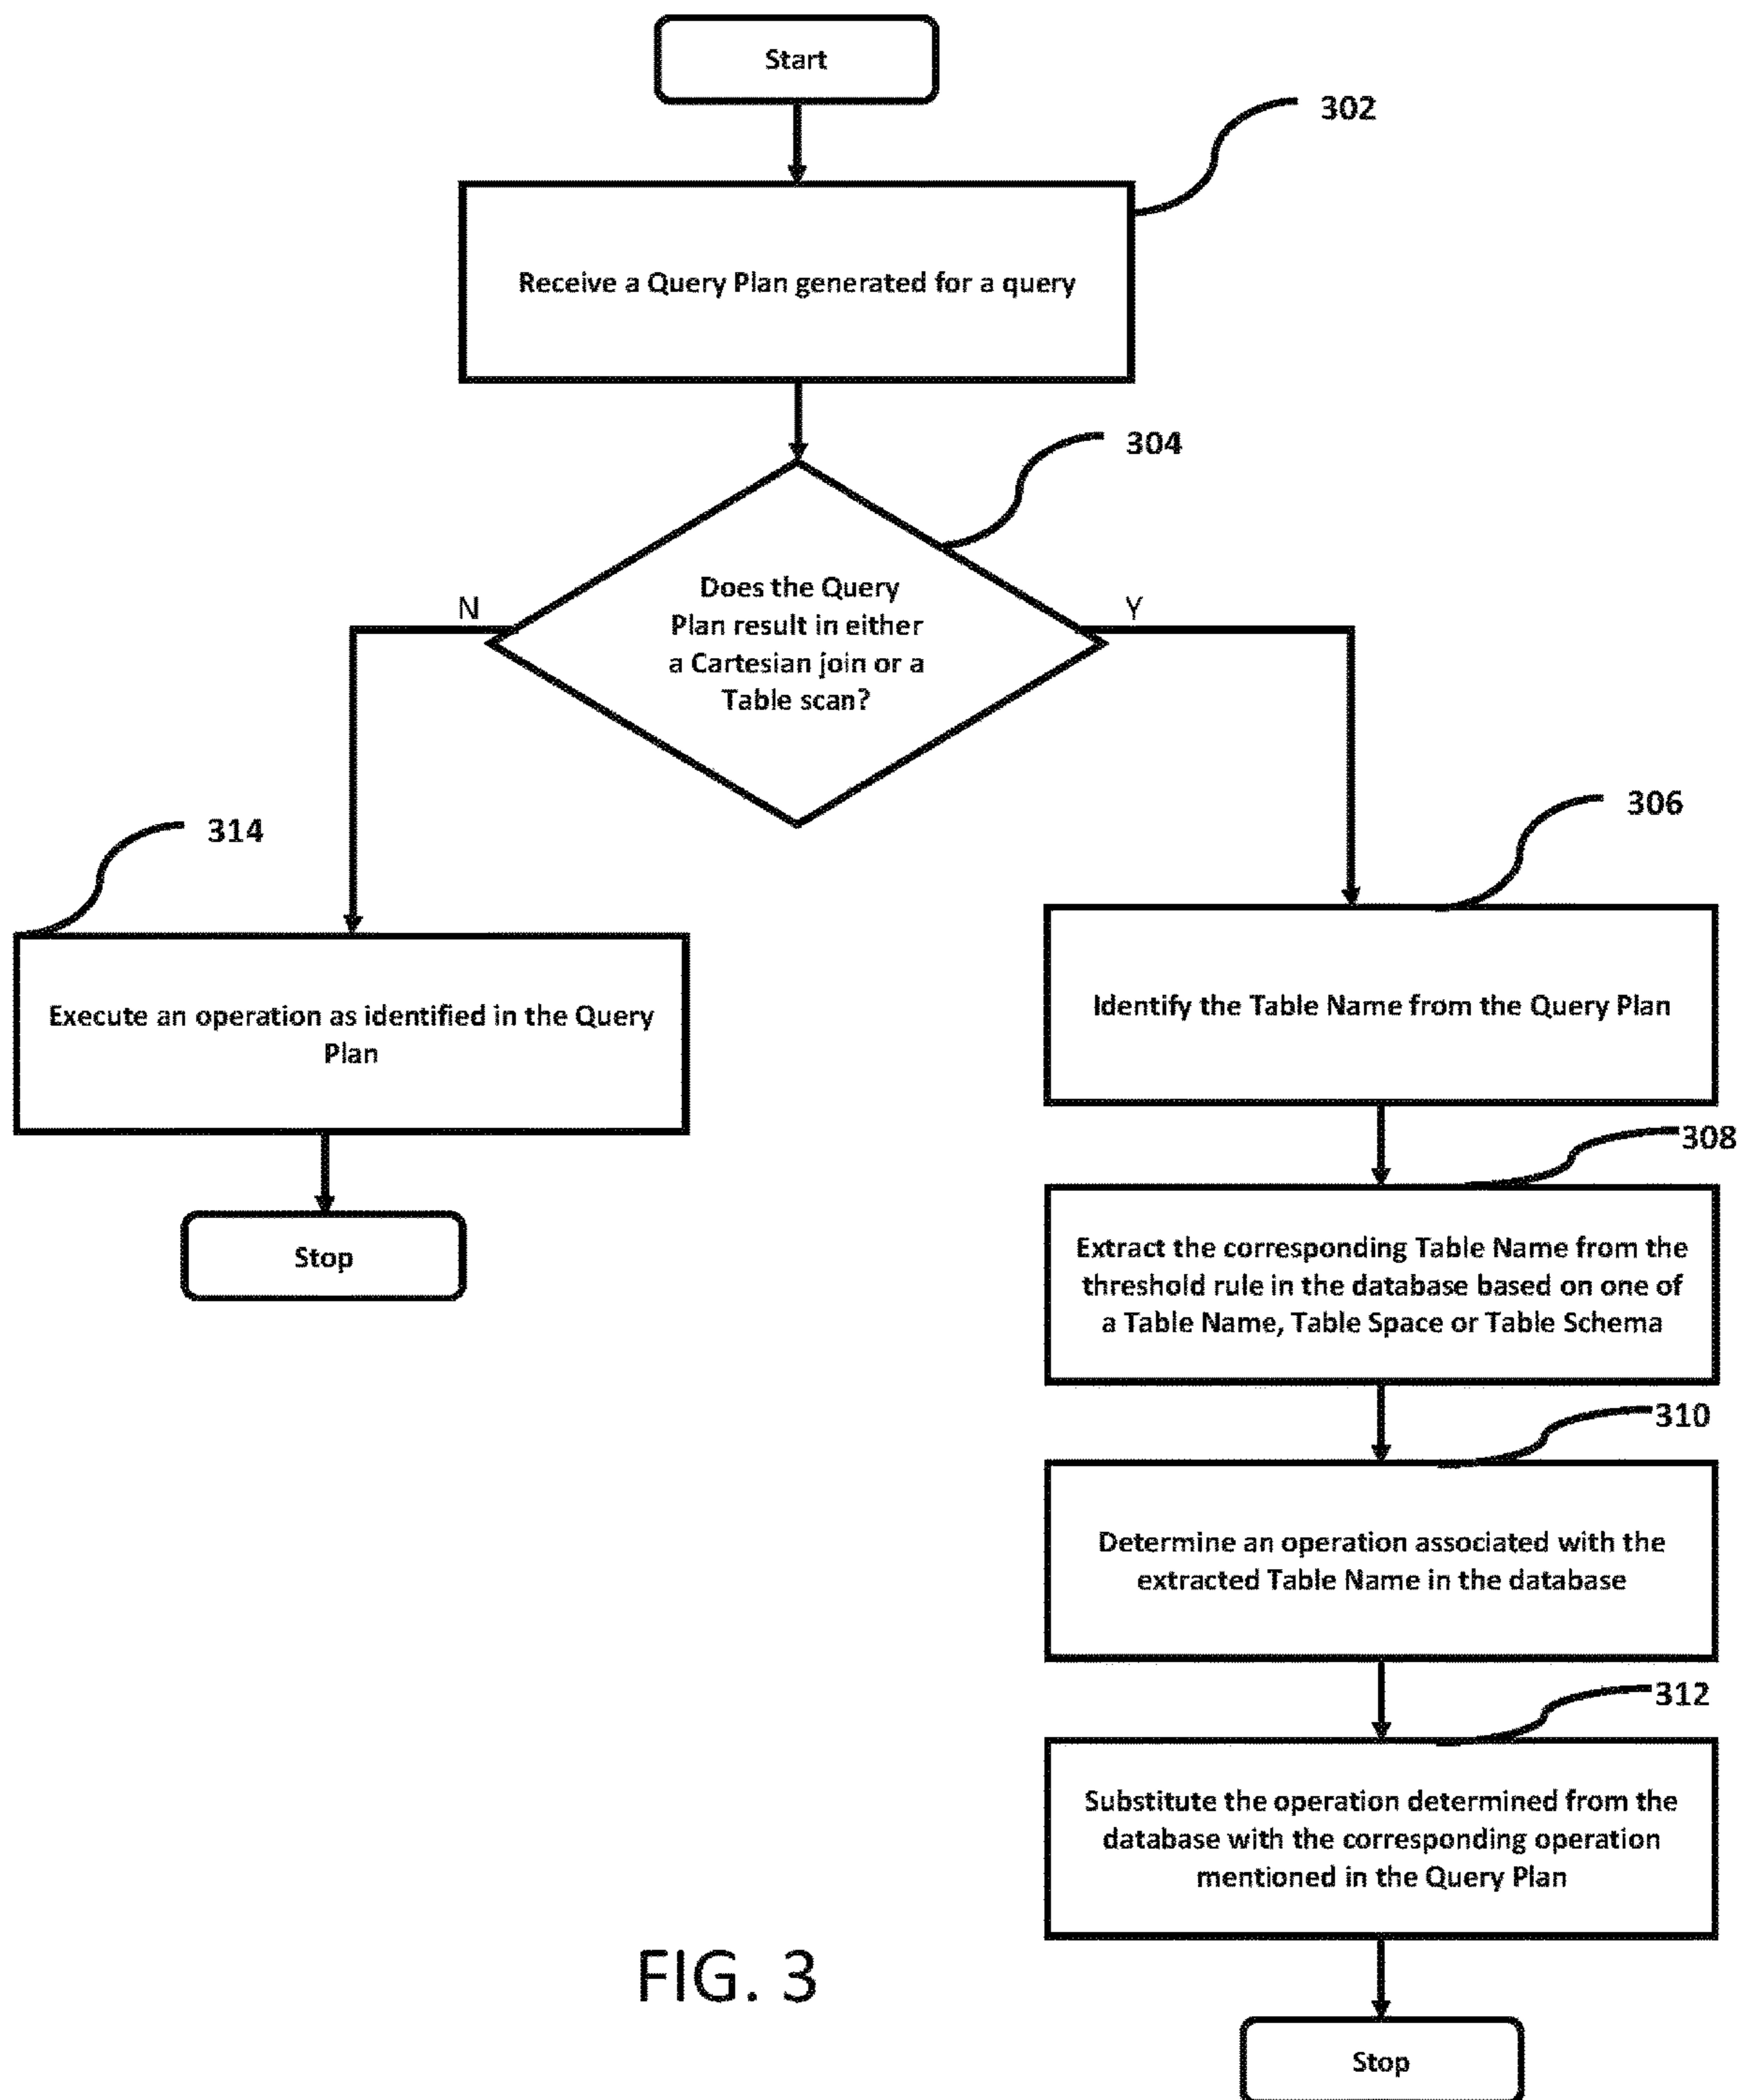 Start
302
Receive a Query Plan generated for a query
304
Does the Query
Plan result in either
a Cartesian join or a
Table scan?
N
Y
306
314
Identify the Table Name from the Query Plan
Execute an operation as identified in the Query
Plan
308
Stop
Extract the corresponding Table Name from the
threshold rule in the database based on one of
a Table Name, Table Space or Table Schema
310
Determine an operation associated with the
extracted Table Name in the database
312
Substitute the operation determined from the
database with the corresponding operation
mentioned in the Query Plan
FIG. 3
Stop